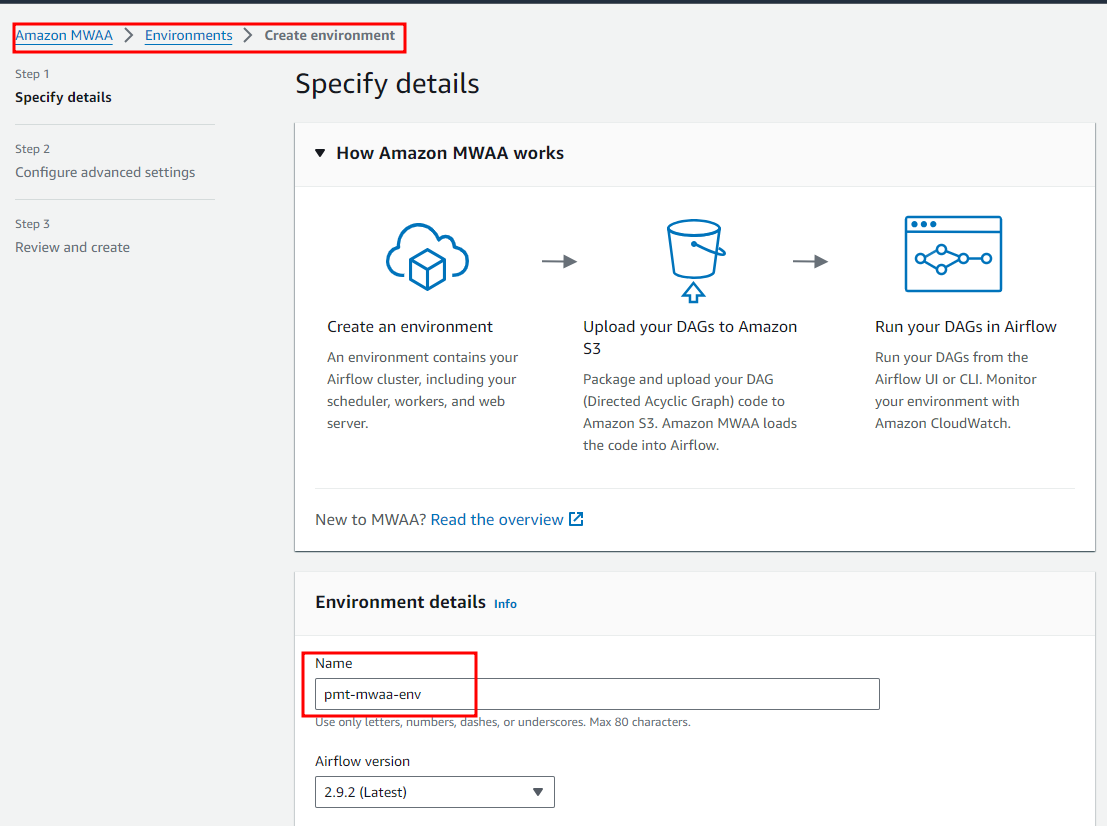 Amazon MWAA > Environments > Create environment
Step 1
Specify details
Step 2
Configure advanced settings
Step 3
Review and create
Specify details
How Amazon MWAA works
Create an environment
An environment contains your
Airflow cluster, including your
scheduler, workers, and web
server.
Upload your DAGs to Amazon
S3
Package and upload your DAG
(Directed Acyclic Graph) code to
Amazon S3. Amazon MWAA loads
the code into Airflow.
Run your DAGs in Airflow
Run your DAGs from the
Airflow UI or CLI. Monitor
your environment with
Amazon CloudWatch.
New to MWAA? Read the overview
Environment details Info
Name
pmt-mwaa-env
Use only letters, numbers, dashes, or underscores. Max 80 characters.
Airflow version
2.9.2 (Latest)